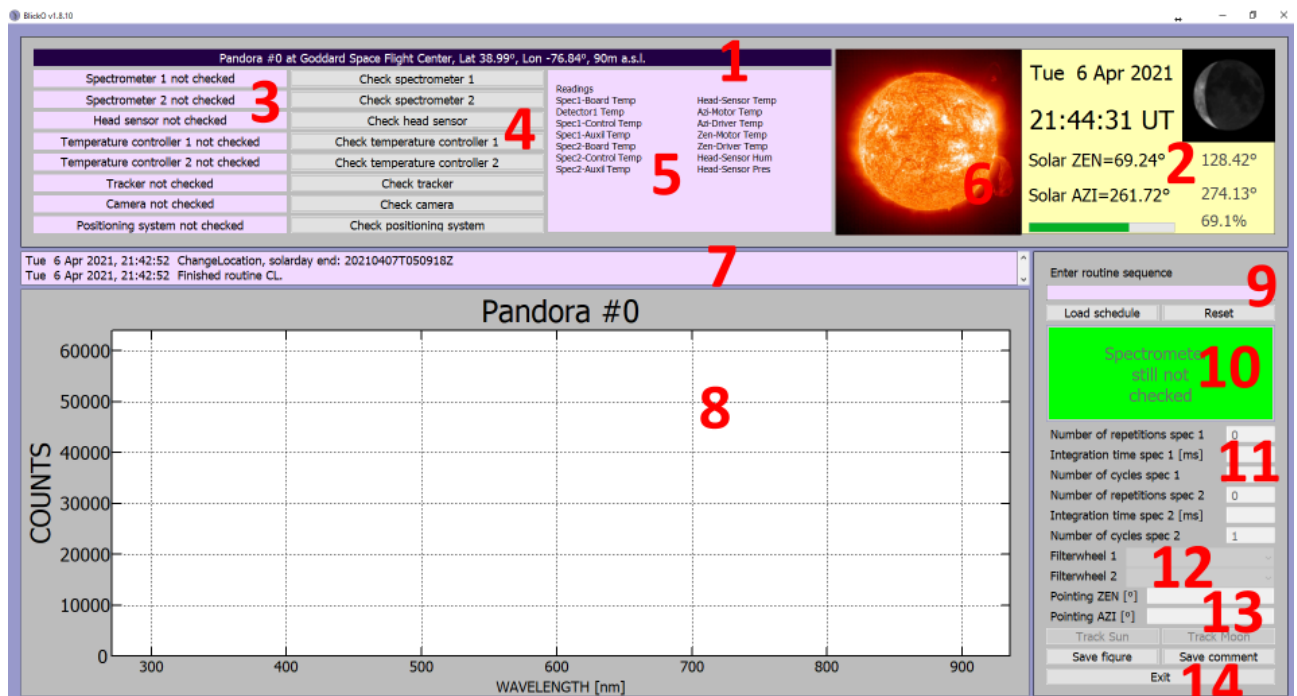 BlickO v1.8.10
Pandora #0 at Goddard Space Flight Center, Lat 38.99º, Lon -76.84º, 90m a.s.l.
1
Spectrometer 1 not checked
Spectrometer 2 not checked
Head sensor not checked
Temperature controller 1 not checked
Temperature controller 2 not checked
Tracker not checked
Camera not checked
Positioning system not checked
3
Check spectrometer 1
Check spectrometer 2
Check head sensor
Check temperature controller 1
Check temperature controller 2
Check tracker
Check camera
Check positioning system
4
Readings
Spec1-Board Temp
Detector1 Temp
Spec1-Control Temp
Spec1-Auxil Temp
Spec2-Board Temp
Spec2-Control Temp
Spec2-Auxil Temp
Head-Sensor Temp
Azi-Motor Temp
Azi-Driver Temp
Zen-Motor Temp
Zen-Driver Temp
Head-Sensor Hum
Head-Sensor Pres
5
6
Tue 6 Apr 2021
21:44:31 UT
Solar ZEN=69.24° 128.42°
Solar AZI=261.72° 274.13°
69.1%
2
Tue 6 Apr 2021, 21:42:52 ChangeLocation, solarday end: 20210407T050918Z
Tue 6 Apr 2021, 21:42:52 Finished routine CL.
7
Pandora #0
60000
50000
40000
30000
20000
10000
0
COUNTS
300 400 500 600 700 800 900
WAVELENGTH [nm]
8
Enter routine sequence
9
Load schedule Reset
Spectrometer
still not
checked
10
Number of repetitions spec 1 0
Integration time spec 1 [ms]
Number of cycles spec 1
11
Number of repetitions spec 2 0
Integration time spec 2 [ms]
Number of cycles spec 2 1
Filterwheel 1
Filterwheel 2
12
Pointing ZEN [º]
Pointing AZI [º]
13
Track Sun Track Moon
Save figure Save comment
Exit
14